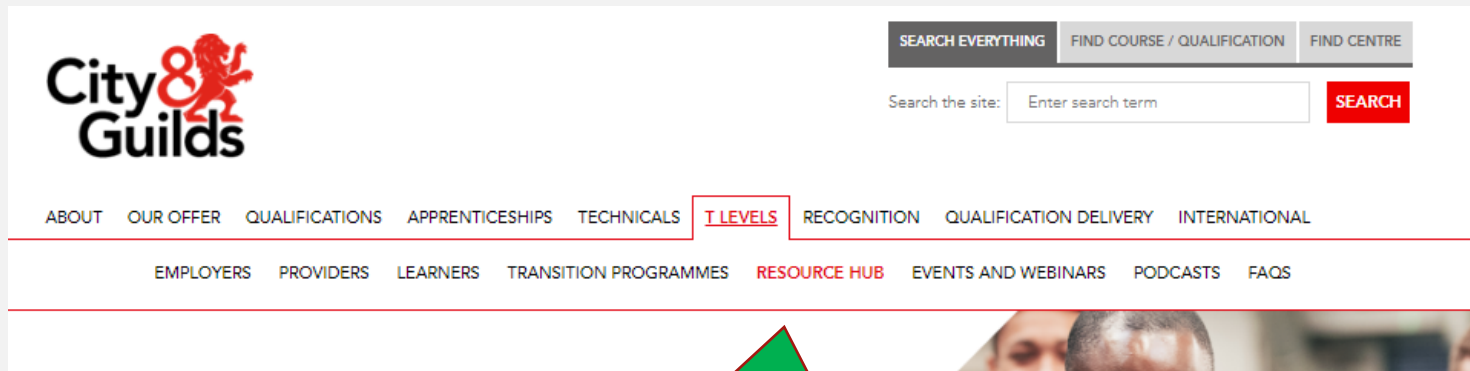 City&
Guilds
SEARCH EVERYTHING FIND COURSE / QUALIFICATION FIND CENTRE
Search the site: Enter search term SEARCH
ABOUT OUR OFFER QUALIFICATIONS APPRENTICESHIPS TECHNICALS T LEVELS RECOGNITION QUALIFICATION DELIVERY INTERNATIONAL
EMPLOYERS PROVIDERS LEARNERS TRANSITION PROGRAMMES RESOURCE HUB EVENTS AND WEBINARS PODCASTS FAQS